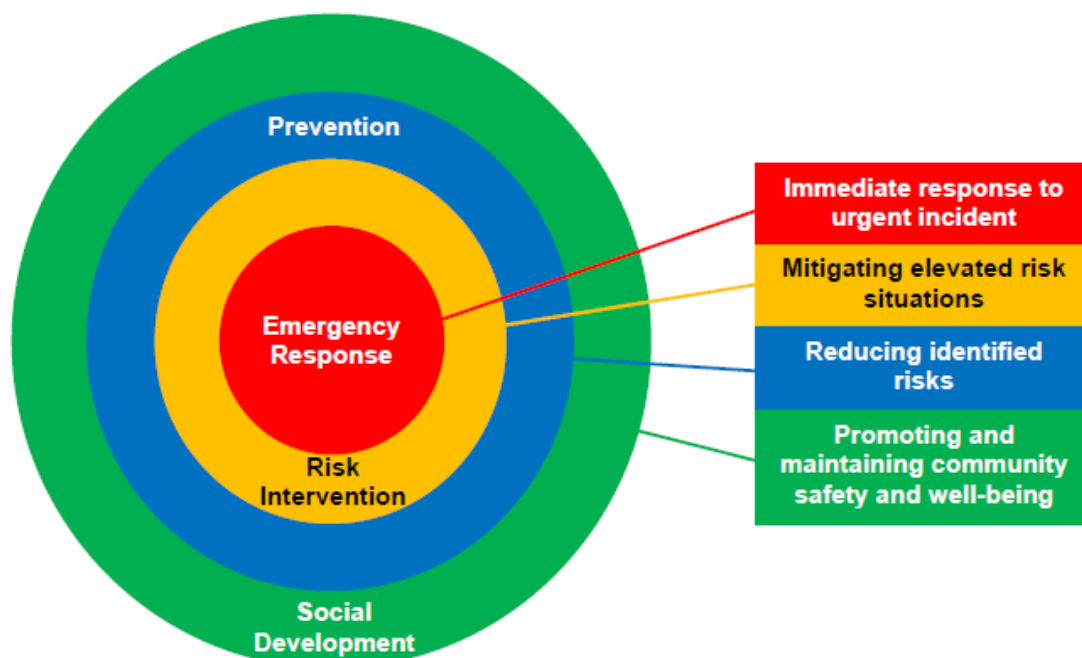 Prevention
Emergency
Response
Risk
Intervention
Social
Development
Immediate response to
urgent incident
Mitigating elevated risk
situations
Reducing identified
risks
Promoting and
maintaining community
safety and well-being